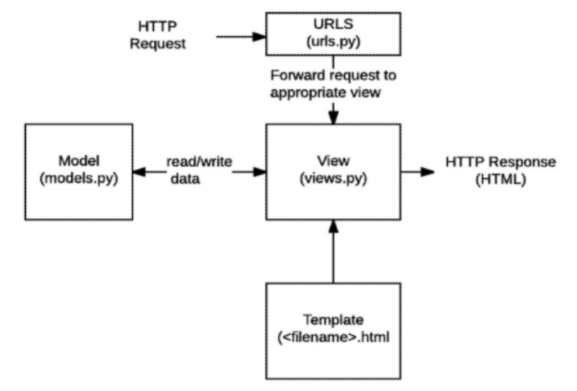 HTTP
Request
URLS
(urls.py)
Forward request to
appropriate view
Model
(models.py)
read/write
data
View
(views.py)
HTTP Response
(HTML)
Template
(<filename>.html